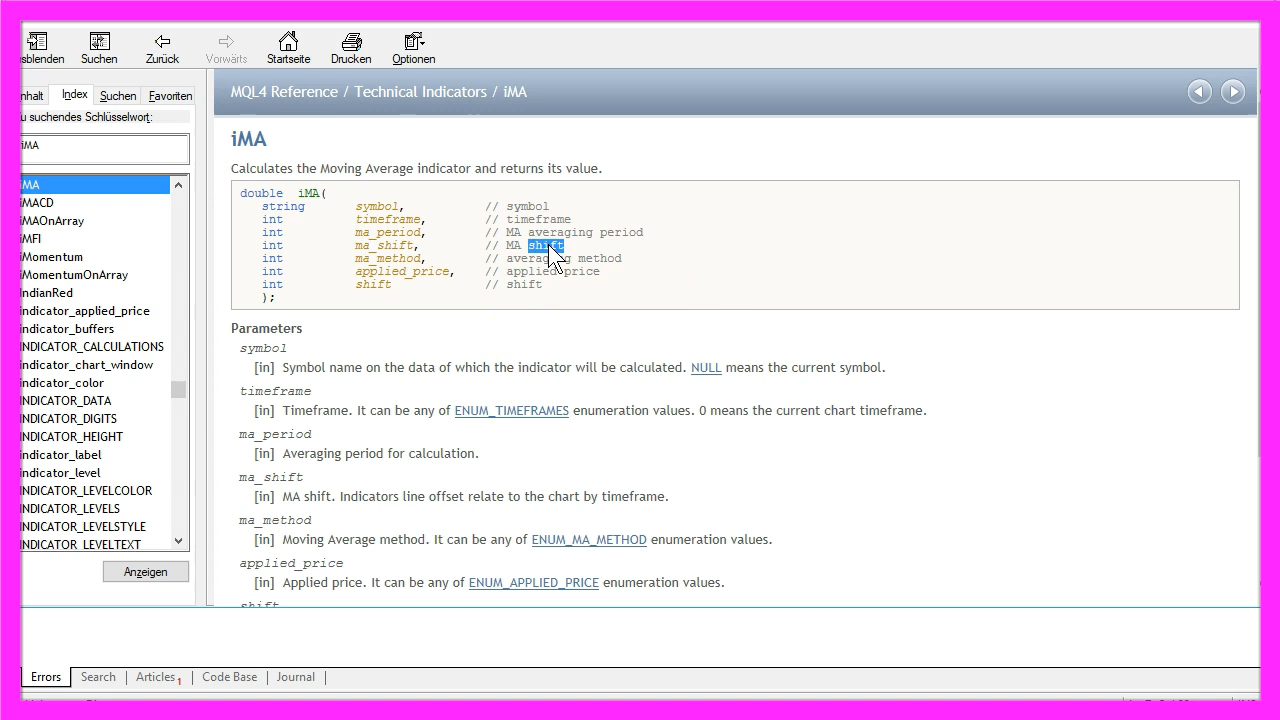 sblenden Suchen Zurück Vorwärts Startseite Drucken Optionen
nhalt Index Suchen Favoriten
u suchendes Schlüsselwort:
iMA
iMA
iMACD
iMAOnArray
iMFI
iMomentum
iMomentumOnArray
IndianRed
indicator_applied_price
indicator_buffers
INDICATOR_CALCULATIONS
indicator_chart_window
indicator_color
INDICATOR_DATA
INDICATOR_DIGITS
INDICATOR_HEIGHT
indicator_label
indicator_level
INDICATOR_LEVELCOLOR
INDICATOR_LEVELS
INDICATOR_LEVELSTYLE
INDICATOR_LEVELTEXT
Anzeigen
MQL4 Reference / Technical Indicators / iMA
iMA
Calculates the Moving Average indicator and returns its value.
double iMA(
string symbol, // symbol
int timeframe, // timeframe
int ma_period, // MA averaging period
int ma_shift, // MA shift
int ma_method, // averaging method
int applied_price, // applied price
int shift // shift
);
Parameters
symbol
[in] Symbol name on the data of which the indicator will be calculated. NULL means the current symbol.
timeframe
[in] Timeframe. It can be any of ENUM_TIMEFRAMES enumeration values. 0 means the current chart timeframe.
ma_period
[in] Averaging period for calculation.
ma_shift
[in] MA shift. Indicators line offset relate to the chart by timeframe.
ma_method
[in] Moving Average method. It can be any of ENUM_MA_METHOD enumeration values.
applied_price
[in] Applied price. It can be any of ENUM_APPLIED_PRICE enumeration values.
shift
Errors Search Articles 1 Code Base Journal